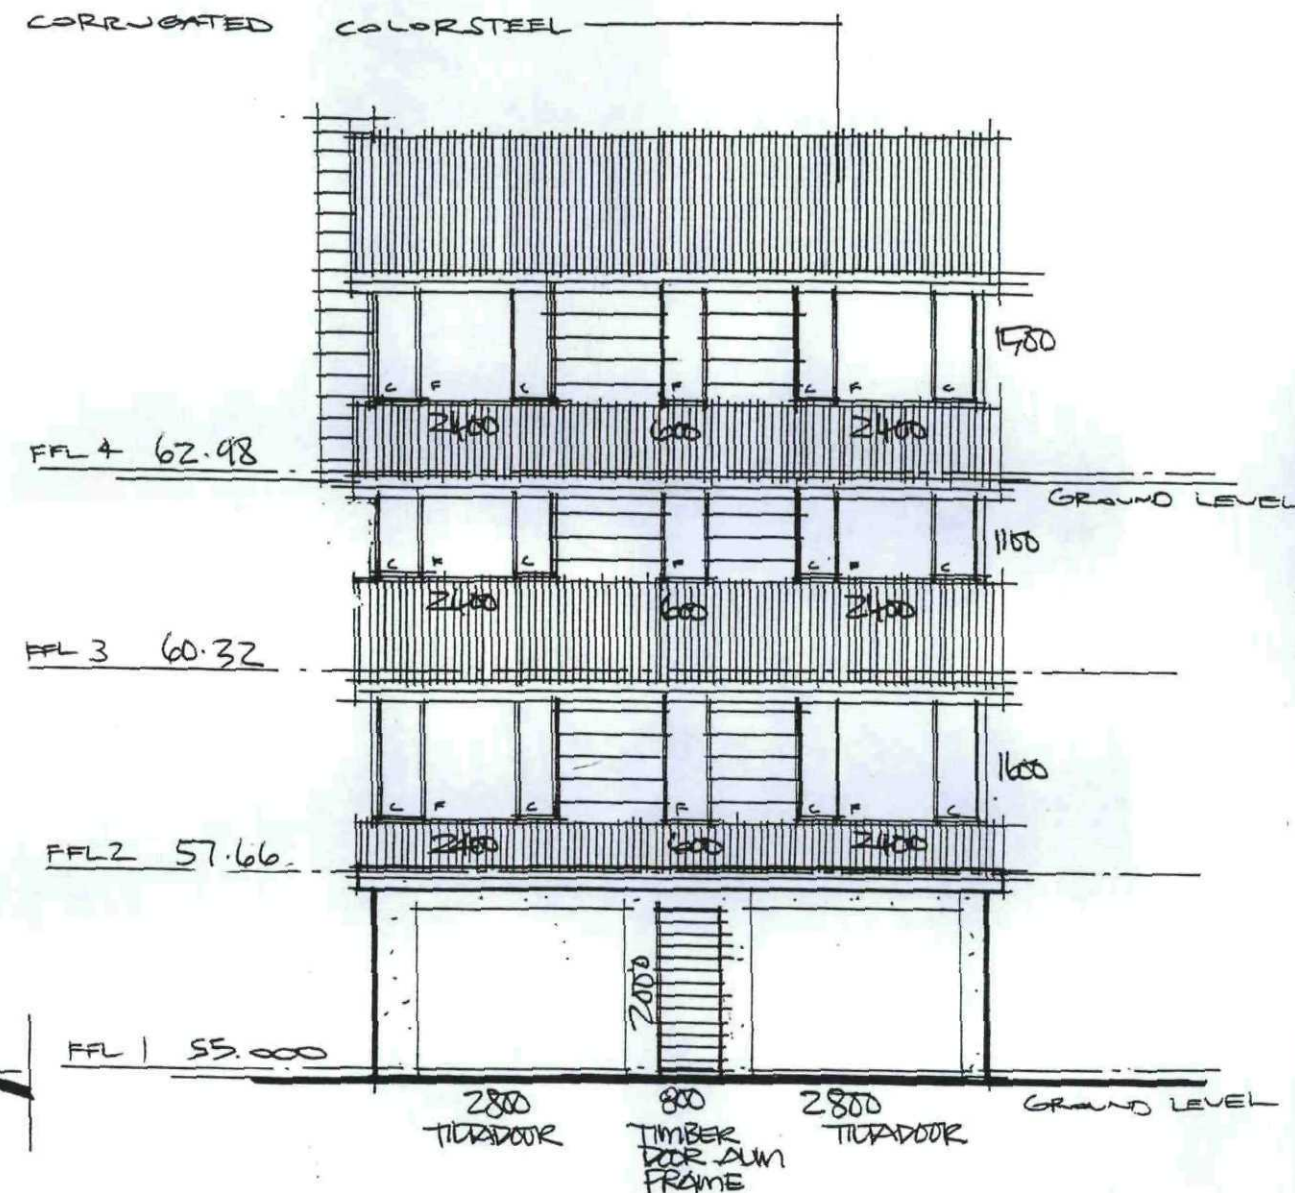 CORRUGATED COLORSTEEL
1500
C F C F C F C
2400 600 2400
FFL 4 62.98
GROUND LEVEL
1100
C F C F C F C
2400 600 2400
FFL 3 60.32
1600
C F C F C F C
2400 600 2400
FFL 2 57.66
2000
FFL 1 55.000
GROUND LEVEL
2800 800 2800
TILTADOOR TIMBER TILTADOOR
DOOR ALUM
FRAME